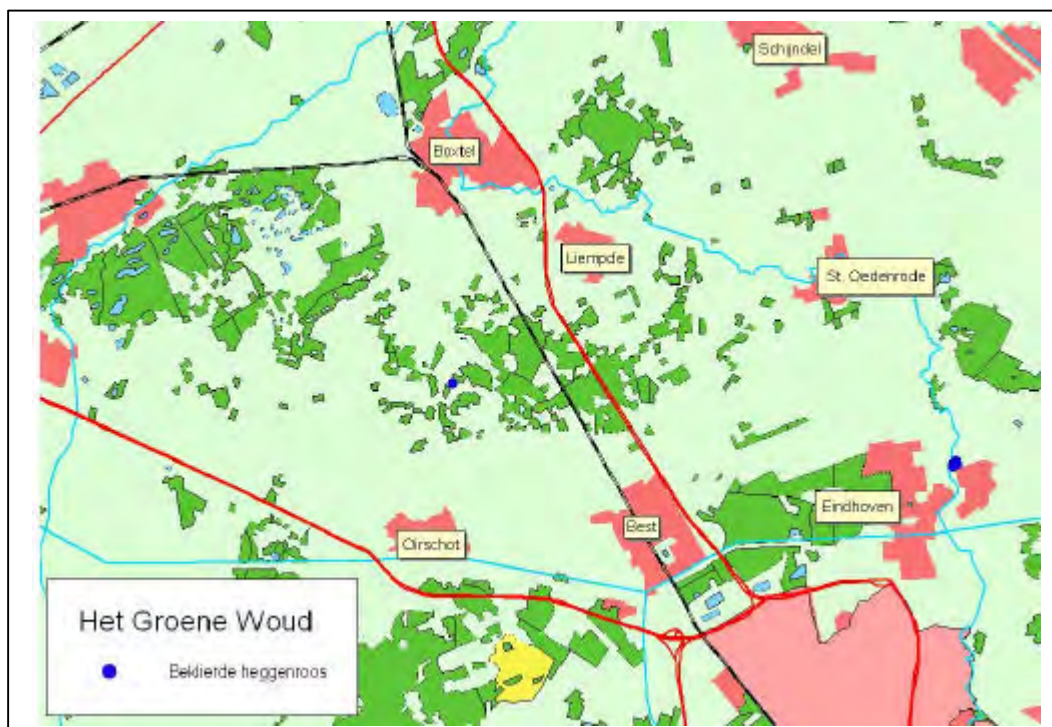 Schijndel
Boxtel
Liempde
St. Oedenrode
Eindhoven
Best
Oirschot
Het Groene Woud
Beklierde heggenroos